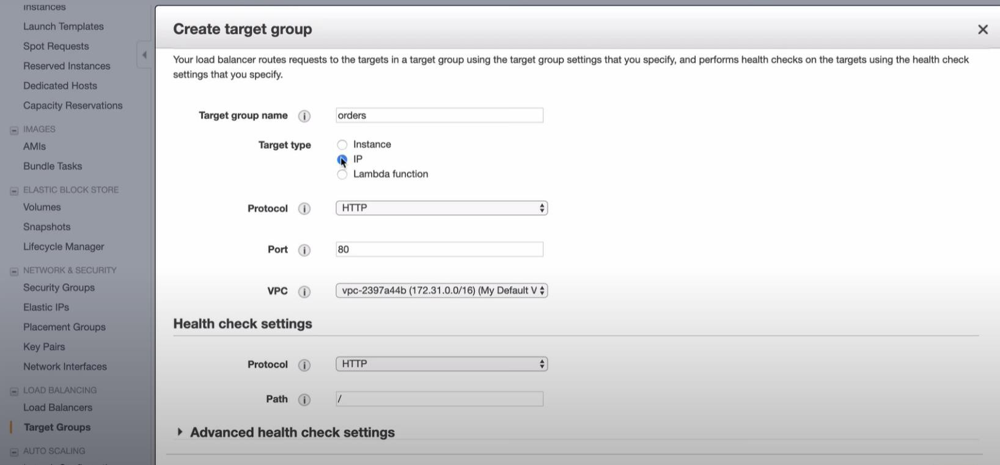 Instances
Launch Templates
Spot Requests
Reserved Instances
Dedicated Hosts
Capacity Reservations
IMAGES
AMIs
Bundle Tasks
ELASTIC BLOCK STORE
Volumes
Snapshots
Lifecycle Manager
NETWORK & SECURITY
Security Groups
Elastic IPs
Placement Groups
Key Pairs
Network Interfaces
LOAD BALANCING
Load Balancers
Target Groups
AUTO SCALING
Create target group
Your load balancer routes requests to the targets in a target group using the target group settings that you specify, and performs health checks on the targets using the health check
settings that you specify.
Target group name orders
Target type Instance
IP
Lambda function
Protocol HTTP
Port 80
VPC vpc-2397a44b (172.31.0.0/16) (My Default V
Health check settings
Protocol HTTP
Path /
Advanced health check settings